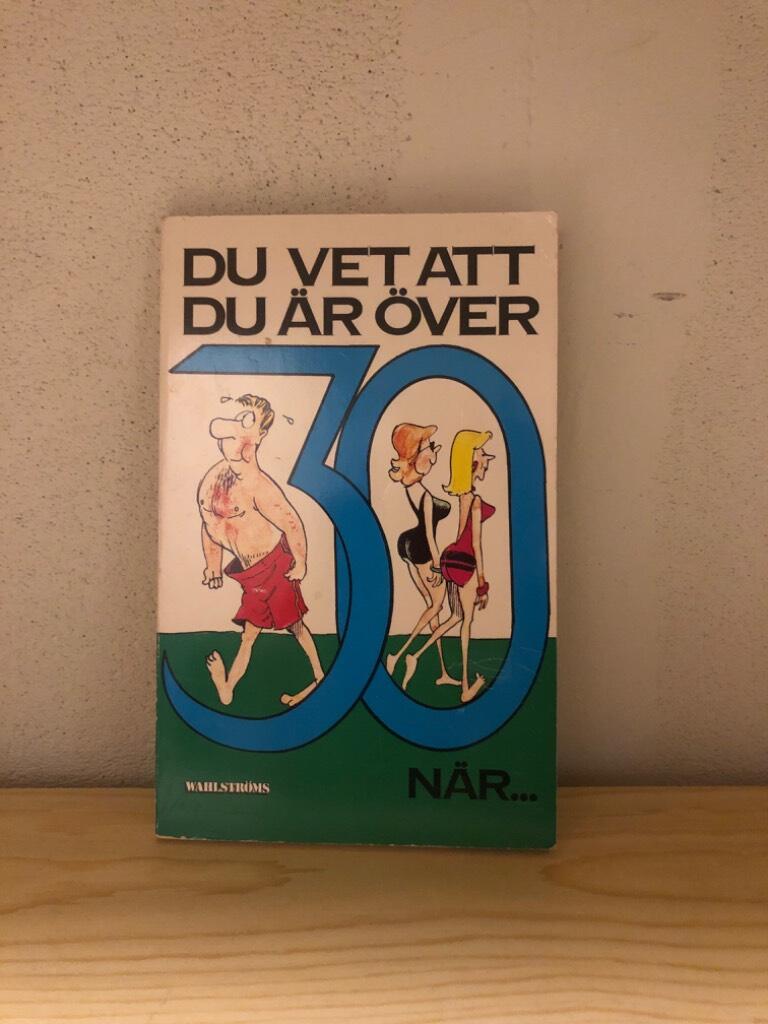 DU VET ATT
DU ÄR ÖVER
30
WAHLSTRÖMS
NÄR...